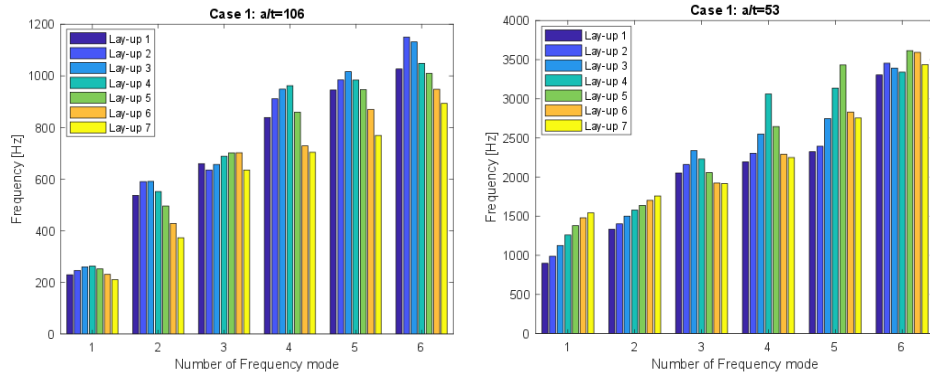 Case 1: a/t=106
1200
1000
800
600
400
200
0
Frequency [Hz]
Lay-up 1
Lay-up 2
Lay-up 3
Lay-up 4
Lay-up 5
Lay-up 6
Lay-up 7
1 2 3 4 5 6
Number of Frequency mode
Case 1: a/t=53
4000
3500
3000
2500
2000
1500
1000
500
0
Frequency [Hz]
Lay-up 1
Lay-up 2
Lay-up 3
Lay-up 4
Lay-up 5
Lay-up 6
Lay-up 7
1 2 3 4 5 6
Number of Frequency mode